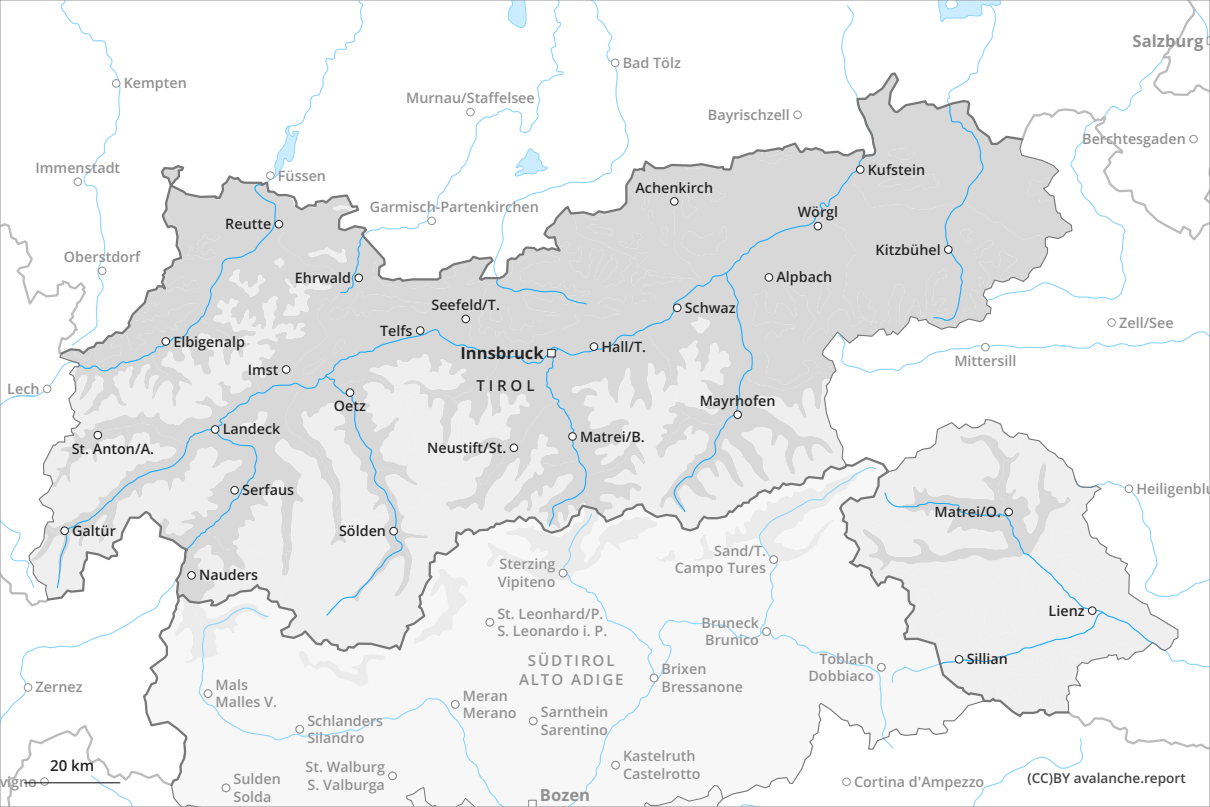 Salzburg
Bad Tölz
Kempten
Murnau/Staffelsee
Bayrischzell
Berchtesgaden
Immenstadt
Füssen
Kufstein
Achenkirch
Garmisch-Partenkirchen
Wörgl
Reutte
Kitzbühel
Oberstdorf
Ehrwald
Alpbach
Seefeld/T.
Schwaz
Zell/See
Telfs
Elbigenalp
Innsbruck
Hall/T.
Mittersill
Imst
TIROL
Lech
Oetz
Mayrhofen
Landeck
Matrei/B.
St. Anton/A.
Neustift/St.
Serfaus
Heiligenblu
Matrei/O.
Galtür
Sölden
Sand/T.
Campo Tures
Sterzing
Vipiteno
Nauders
St. Leonhard/P.
S. Leonardo i. P.
Lienz
Bruneck
Brunico
SÜDTIROL
ALTO ADIGE
Sillian
Toblach
Dobbiaco
Brixen
Bressanone
Zernez
Mals
Malles V.
Meran
Merano
Sarnthein
Sarentino
Schlanders
Silandro
Kastelruth
Castelrotto
20 km
St. Walburg
S. Valburga
Sulden
Solda
vigno
Cortina d'Ampezzo
(CC)BY avalanche.report
Bozen